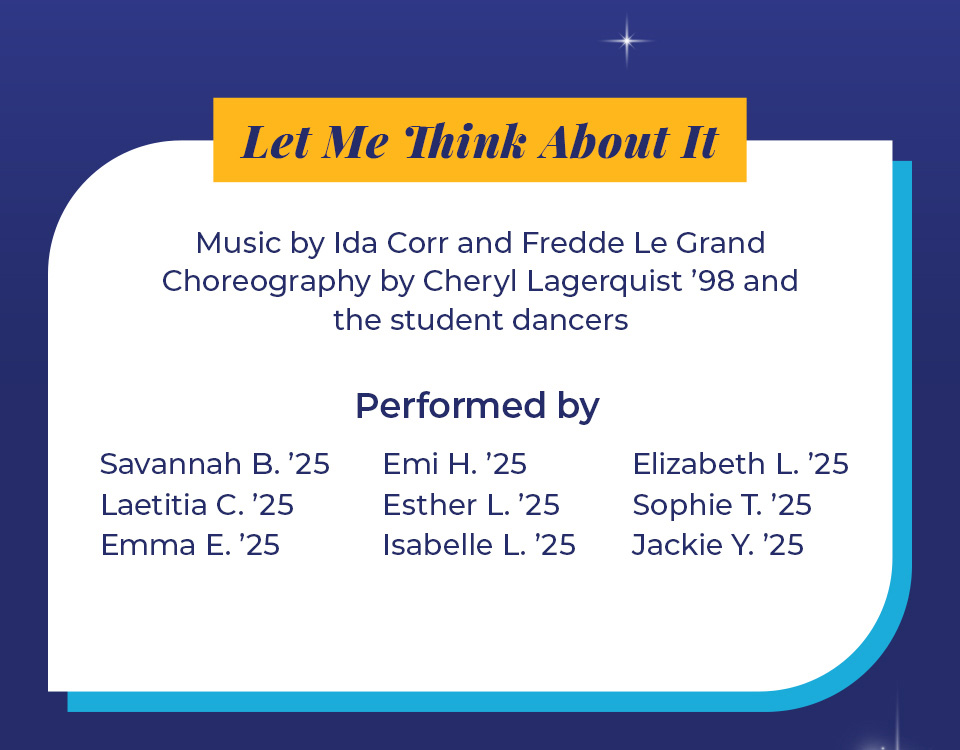 Let Me Think About It
Music by Ida Corr and Fredde Le Grand
Choreography by Cheryl Lagerquist ’98 and
the student dancers
Performed by
Savannah B. ’25
Laetitia C. ’25
Emma E. ’25
Emi H. ’25
Esther L. ’25
Isabelle L. ’25
Elizabeth L. ’25
Sophie T. ’25
Jackie Y. ’25